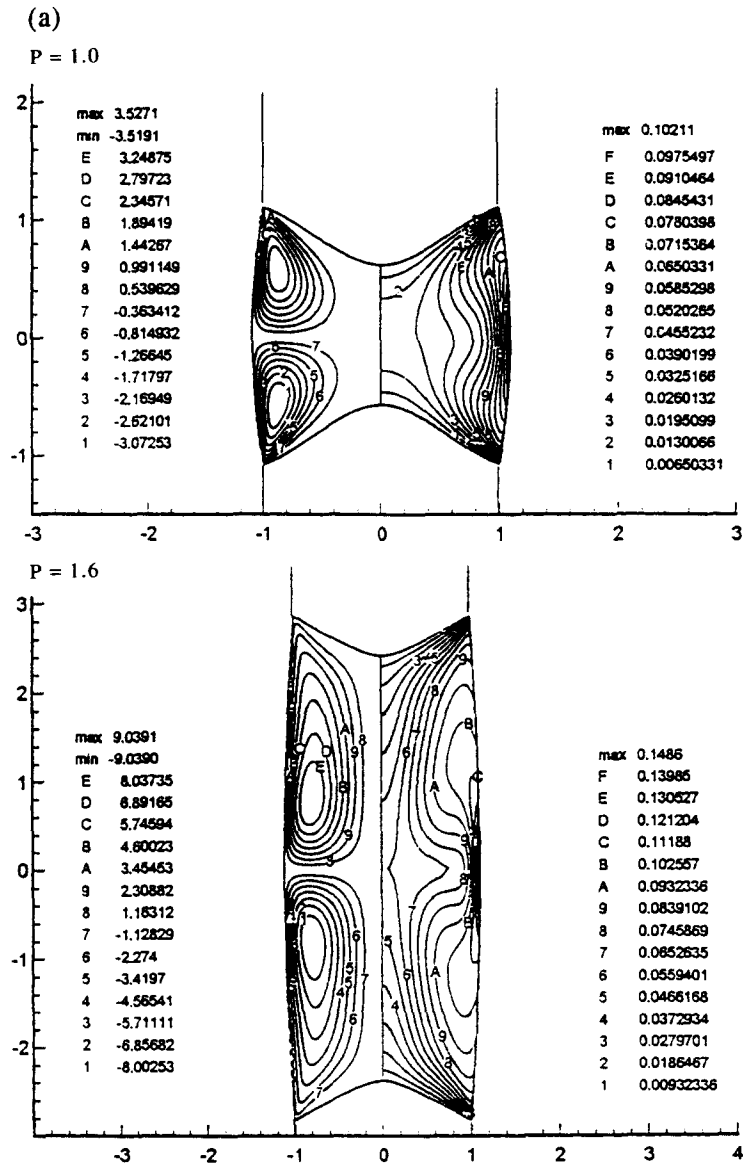 (a)
P = 1.0
max 3.5271
min -3.5191
E 3.24875
D 2.79723
C 2.34571
B 1.89419
A 1.44267
9 0.991149
8 0.539629
7 -0.363412
6 -0.814932
5 -1.26645
4 -1.71797
3 -2.16949
2 -2.62101
1 -3.07253
max 0.10211
F 0.0975497
E 0.0910464
D 0.0845431
C 0.0780398
B 0.0715364
A 0.0650331
9 0.0585298
8 0.0520265
7 0.0455232
6 0.0390199
5 0.0325166
4 0.0260132
3 0.0195099
2 0.0130066
1 0.00650331
2
1
0
-1
-3 -2 -1 0 1 2 3
P = 1.6
max 9.0391
min -9.0390
E 8.03735
D 6.89165
C 5.74594
B 4.60023
A 3.45453
9 2.30882
8 1.16312
7 -1.12829
6 -2.274
5 -3.4197
4 -4.56541
3 -5.71111
2 -6.85682
1 -8.00253
max 0.1486
F 0.13985
E 0.130527
D 0.121204
C 0.11188
B 0.102557
A 0.0932336
9 0.0839102
8 0.0745869
7 0.0652635
6 0.0559401
5 0.0466168
4 0.0372934
3 0.0279701
2 0.0186467
1 0.00932336
3
2
1
0
-1
-2
-3 -2 -1 0 1 2 3 4